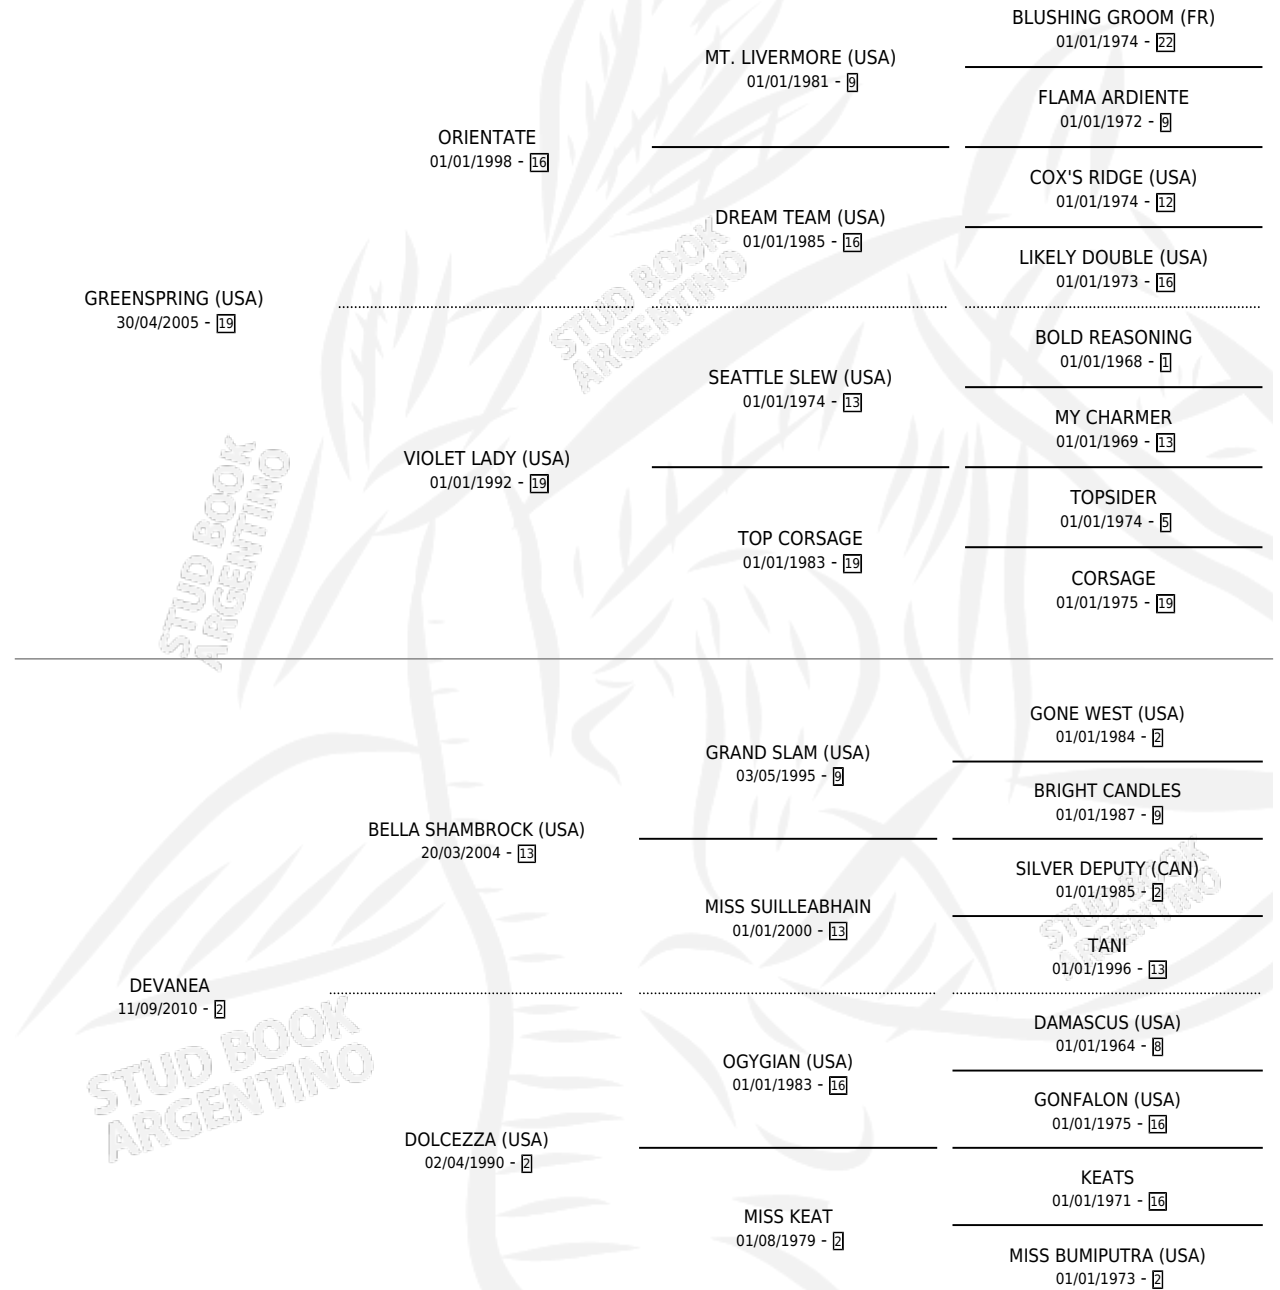 BLUSHING GROOM (FR)
01/01/1974 - 22
MT. LIVERMORE (USA)
01/01/1981 - 9
FLAMA ARDIENTE
01/01/1972 - 9
ORIENTATE
01/01/1998 - 16
COX'S RIDGE (USA)
01/01/1974 - 12
DREAM TEAM (USA)
01/01/1985 - 16
LIKELY DOUBLE (USA)
01/01/1973 - 16
GREENSPRING (USA)
30/04/2005 - 19
STUD BOOK
ARGENTINO
BOLD REASONING
01/01/1968 - 1
SEATTLE SLEW (USA)
01/01/1974 - 13
MY CHARMER
01/01/1969 - 13
VIOLET LADY (USA)
01/01/1992 - 19
TOPSIDER
01/01/1974 - 5
TOP CORSAGE
01/01/1983 - 19
CORSAGE
01/01/1975 - 19
STUD BOOK
ARGENTINO
GONE WEST (USA)
01/01/1984 - 2
GRAND SLAM (USA)
03/05/1995 - 9
BRIGHT CANDLES
01/01/1987 - 9
BELLA SHAMBROCK (USA)
20/03/2004 - 13
SILVER DEPUTY (CAN)
01/01/1985 - 2
MISS SUILLEABHAIN
01/01/2000 - 13
STUD BOOK
ARGENTINO
TANI
01/01/1996 - 13
DEVANEA
11/09/2010 - 2
STUD BOOK
ARGENTINO
DAMASCUS (USA)
01/01/1964 - 8
OGYGIAN (USA)
01/01/1983 - 16
GONFALON (USA)
01/01/1975 - 16
DOLCEZZA (USA)
02/04/1990 - 2
KEATS
01/01/1971 - 16
MISS KEAT
01/08/1979 - 2
MISS BUMIPUTRA (USA)
01/01/1973 - 2